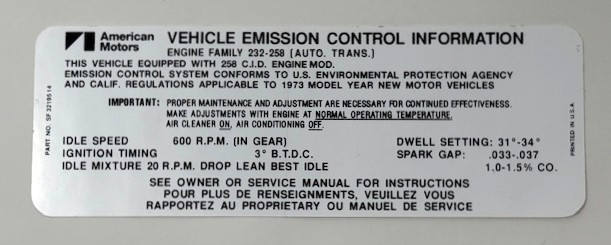 American Motors
VEHICLE EMISSION CONTROL INFORMATION
ENGINE FAMILY 232-258 (AUTO. TRANS.)
THIS VEHICLE EQUIPPED WITH 258 C.I.D. ENGINE MOD.
EMISSION CONTROL SYSTEM CONFORMS TO U.S. ENVIRONMENTAL PROTECTION AGENCY
AND CALIF. REGULATIONS APPLICABLE TO 1973 MODEL YEAR NEW MOTOR VEHICLES
IMPORTANT: PROPER MAINTENANCE AND ADJUSTMENT ARE NECESSARY FOR CONTINUED EFFECTIVENESS.
MAKE ADJUSTMENTS WITH ENGINE AT NORMAL OPERATING TEMPERATURE.
AIR CLEANER ON, AIR CONDITIONING OFF.
IDLE SPEED 600 R.P.M. (IN GEAR) DWELL SETTING: 31°-34°
IGNITION TIMING 3° B.T.D.C. SPARK GAP: .033-.037
IDLE MIXTURE 20 R.P.M. DROP LEAN BEST IDLE 1.0-1.5% CO.
SEE OWNER OR SERVICE MANUAL FOR INSTRUCTIONS
POUR PLUS DE RENSEIGNMENTS, VEUILLEZ VOUS
RAPPORTEZ AU PROPRIETARY OU MANUEL DE SERVICE
PART NO. SF3219514
PRINTED IN U.S.A.